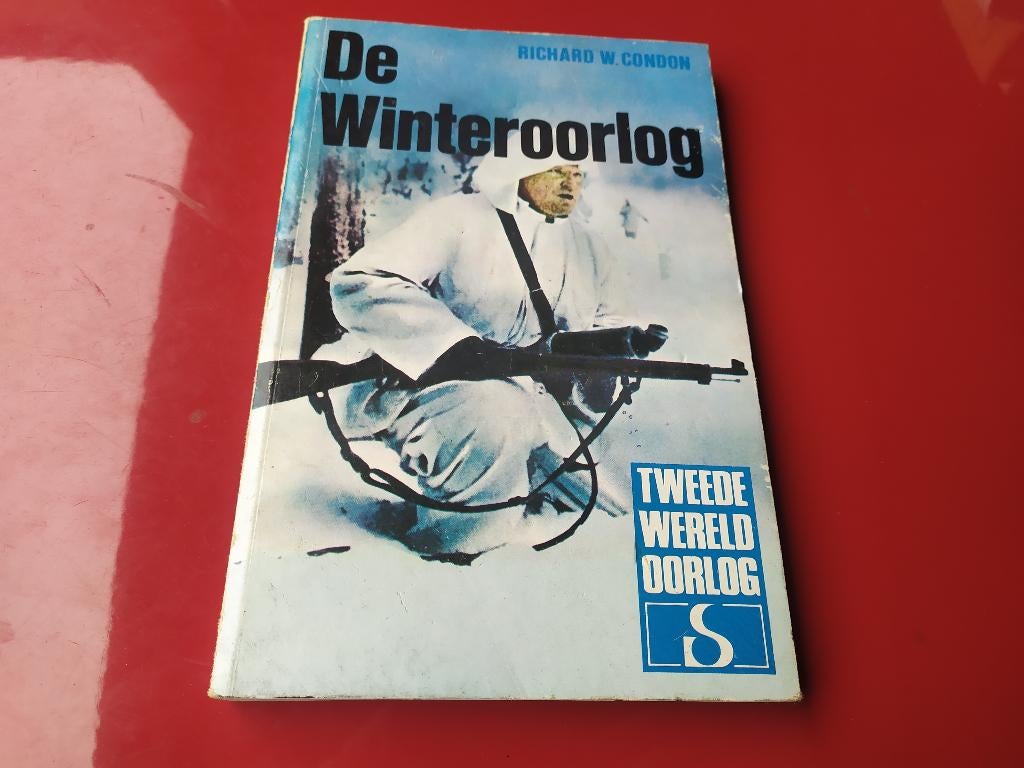 De
RICHARD W. CONDON
Winteroorlog
TWEEDE
WERELD
OORLOG
S